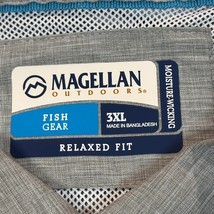 MAGELLAN
OUTDOORS®
FISH
GEAR
3XL
MADE IN BANGLADESH
RELAXED FIT
MOISTURE-WICKING